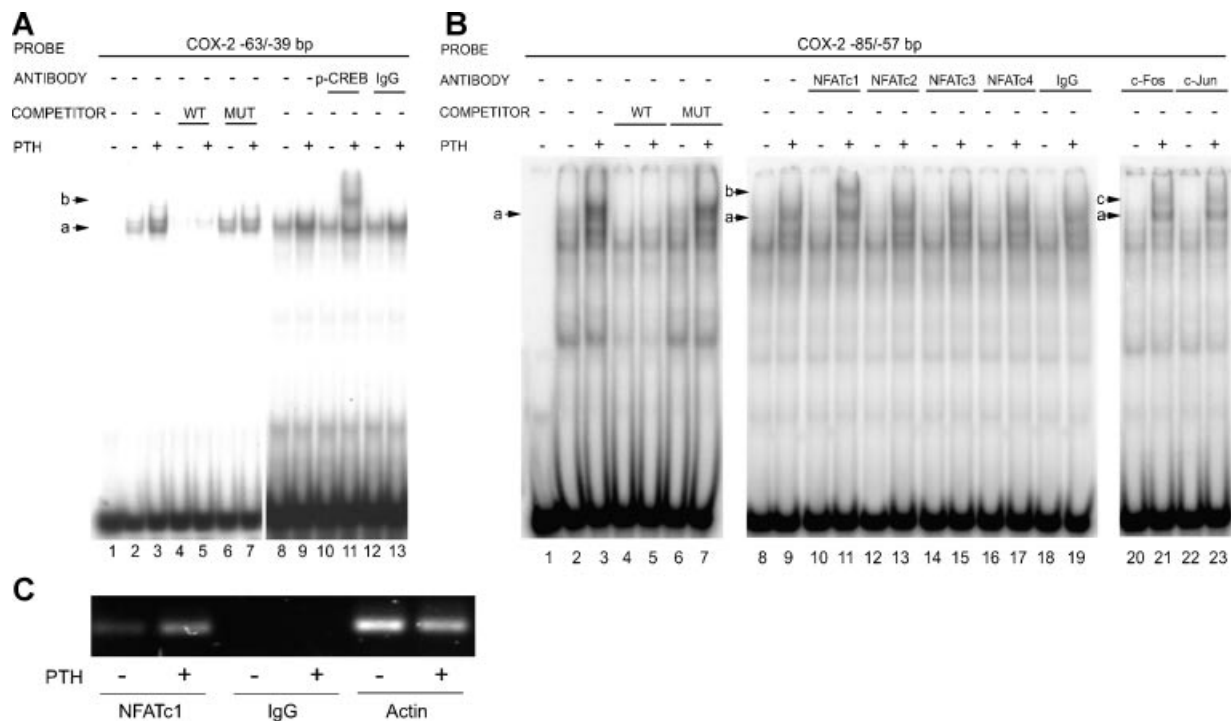 A
PROBE COX-2 -63/-39 bp
ANTIBODY - - - - - - - - - p-CREB IgG
COMPETITOR - - - WT MUT - - - - - -
PTH - - + - + - + - + - + - +
b
a
1 2 3 4 5 6 7 8 9 10 11 12 13
B
PROBE COX-2 -85/-57 bp
ANTIBODY - - - - - - - - - NFATc1 NFATc2 NFATc3 NFATc4 IgG c-Fos c-Jun
COMPETITOR - - - WT MUT - - - - - - - - - - - - - - - -
PTH - - + - + - + - + - + - + - + - + - + - + - +
a
b
a
c
a
1 2 3 4 5 6 7 8 9 10 11 12 13 14 15 16 17 18 19 20 21 22 23
C
PTH - + - + - +
NFATc1 IgG Actin